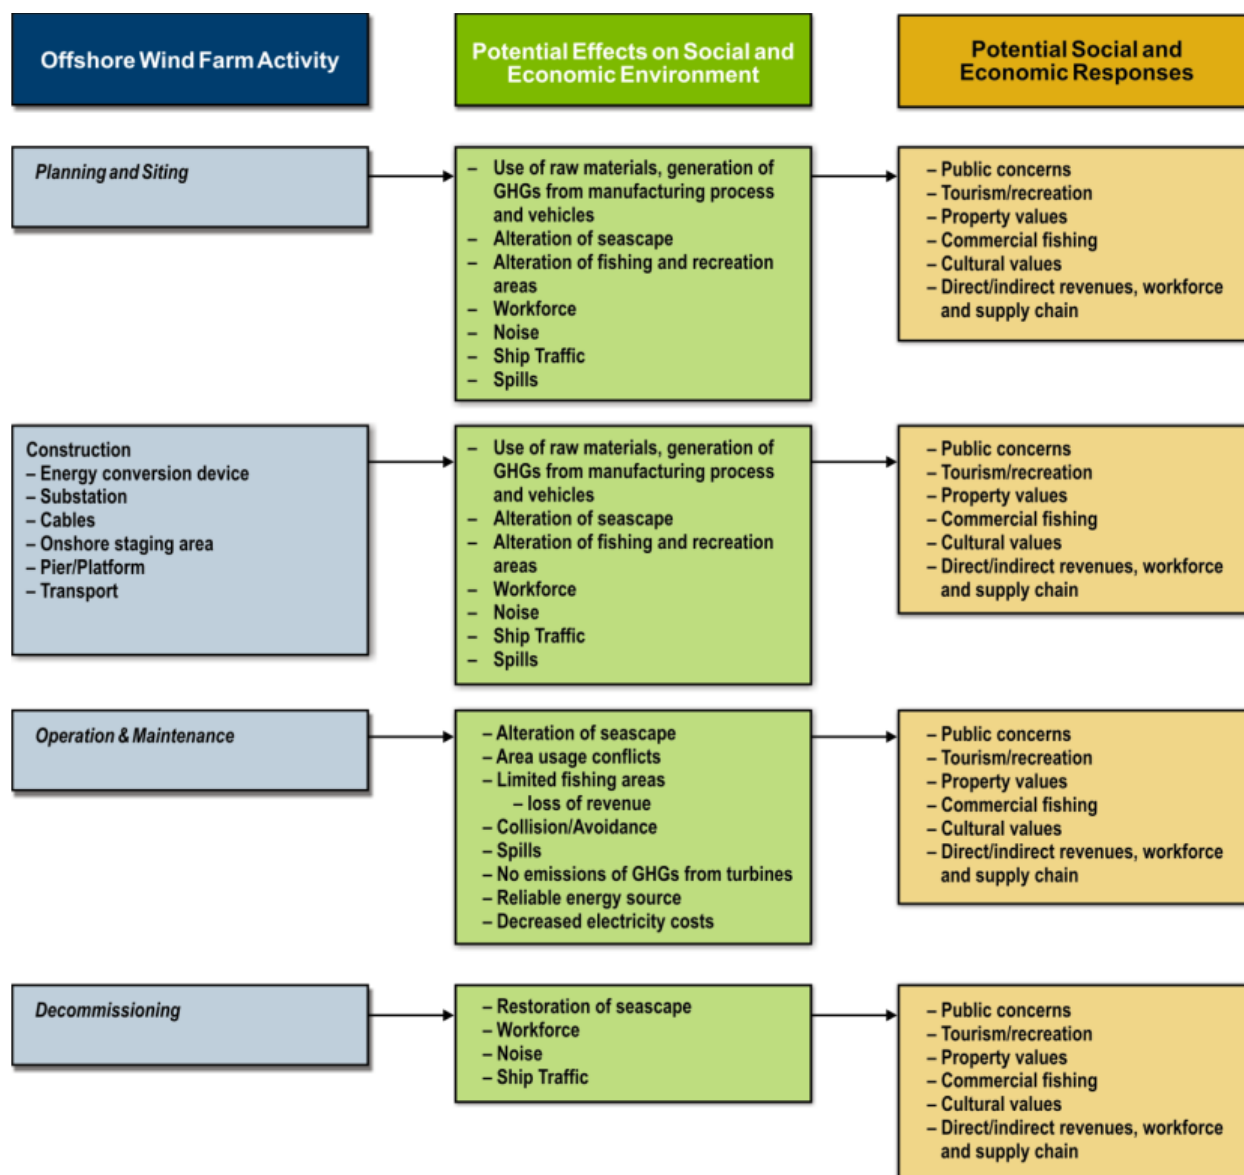 Offshore Wind Farm Activity
Potential Effects on Social and
Economic Environment
Potential Social and
Economic Responses
Planning and Siting
– Use of raw materials, generation of
GHGs from manufacturing process
and vehicles
– Alteration of seascape
– Alteration of fishing and recreation
areas
– Workforce
– Noise
– Ship Traffic
– Spills
– Public concerns
– Tourism/recreation
– Property values
– Commercial fishing
– Cultural values
– Direct/indirect revenues, workforce
and supply chain
Construction
– Energy conversion device
– Substation
– Cables
– Onshore staging area
– Pier/Platform
– Transport
– Use of raw materials, generation of
GHGs from manufacturing process
and vehicles
– Alteration of seascape
– Alteration of fishing and recreation
areas
– Workforce
– Noise
– Ship Traffic
– Spills
– Public concerns
– Tourism/recreation
– Property values
– Commercial fishing
– Cultural values
– Direct/indirect revenues, workforce
and supply chain
Operation & Maintenance
– Alteration of seascape
– Area usage conflicts
– Limited fishing areas
– loss of revenue
– Collision/Avoidance
– Spills
– No emissions of GHGs from turbines
– Reliable energy source
– Decreased electricity costs
– Public concerns
– Tourism/recreation
– Property values
– Commercial fishing
– Cultural values
– Direct/indirect revenues, workforce
and supply chain
Decommissioning
– Restoration of seascape
– Workforce
– Noise
– Ship Traffic
– Public concerns
– Tourism/recreation
– Property values
– Commercial fishing
– Cultural values
– Direct/indirect revenues, workforce
and supply chain